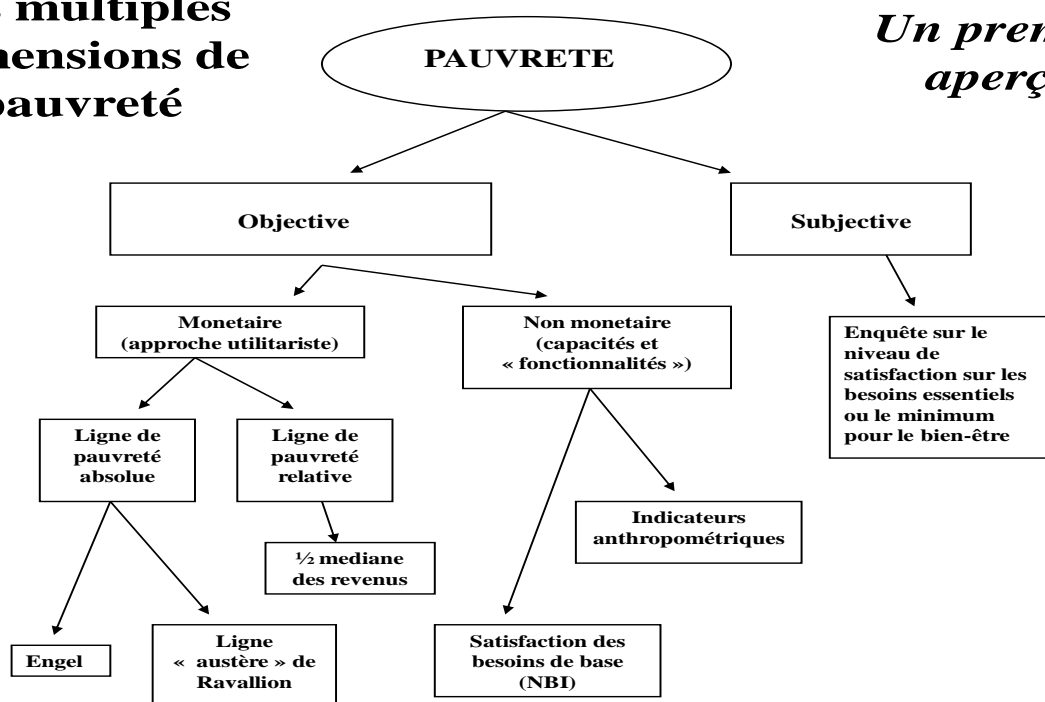 multiples
de
pauvreté
Un
PAUVRETE
Objective
Subjective
Monetaire
(approche utilitariste)
Non monetaire
(capacités et
« fonctionnalités »)
Enquête sur le
niveau de
satisfaction sur les
besoins essentiels
ou le minimum
pour le bien-être
Ligne de
pauvreté
absolue
Ligne de
pauvreté
relative
½ mediane
des revenus
Indicateurs
anthropométriques
Engel
Ligne
« austère » de
Ravallion
Satisfaction des
besoins de base
(NBI)